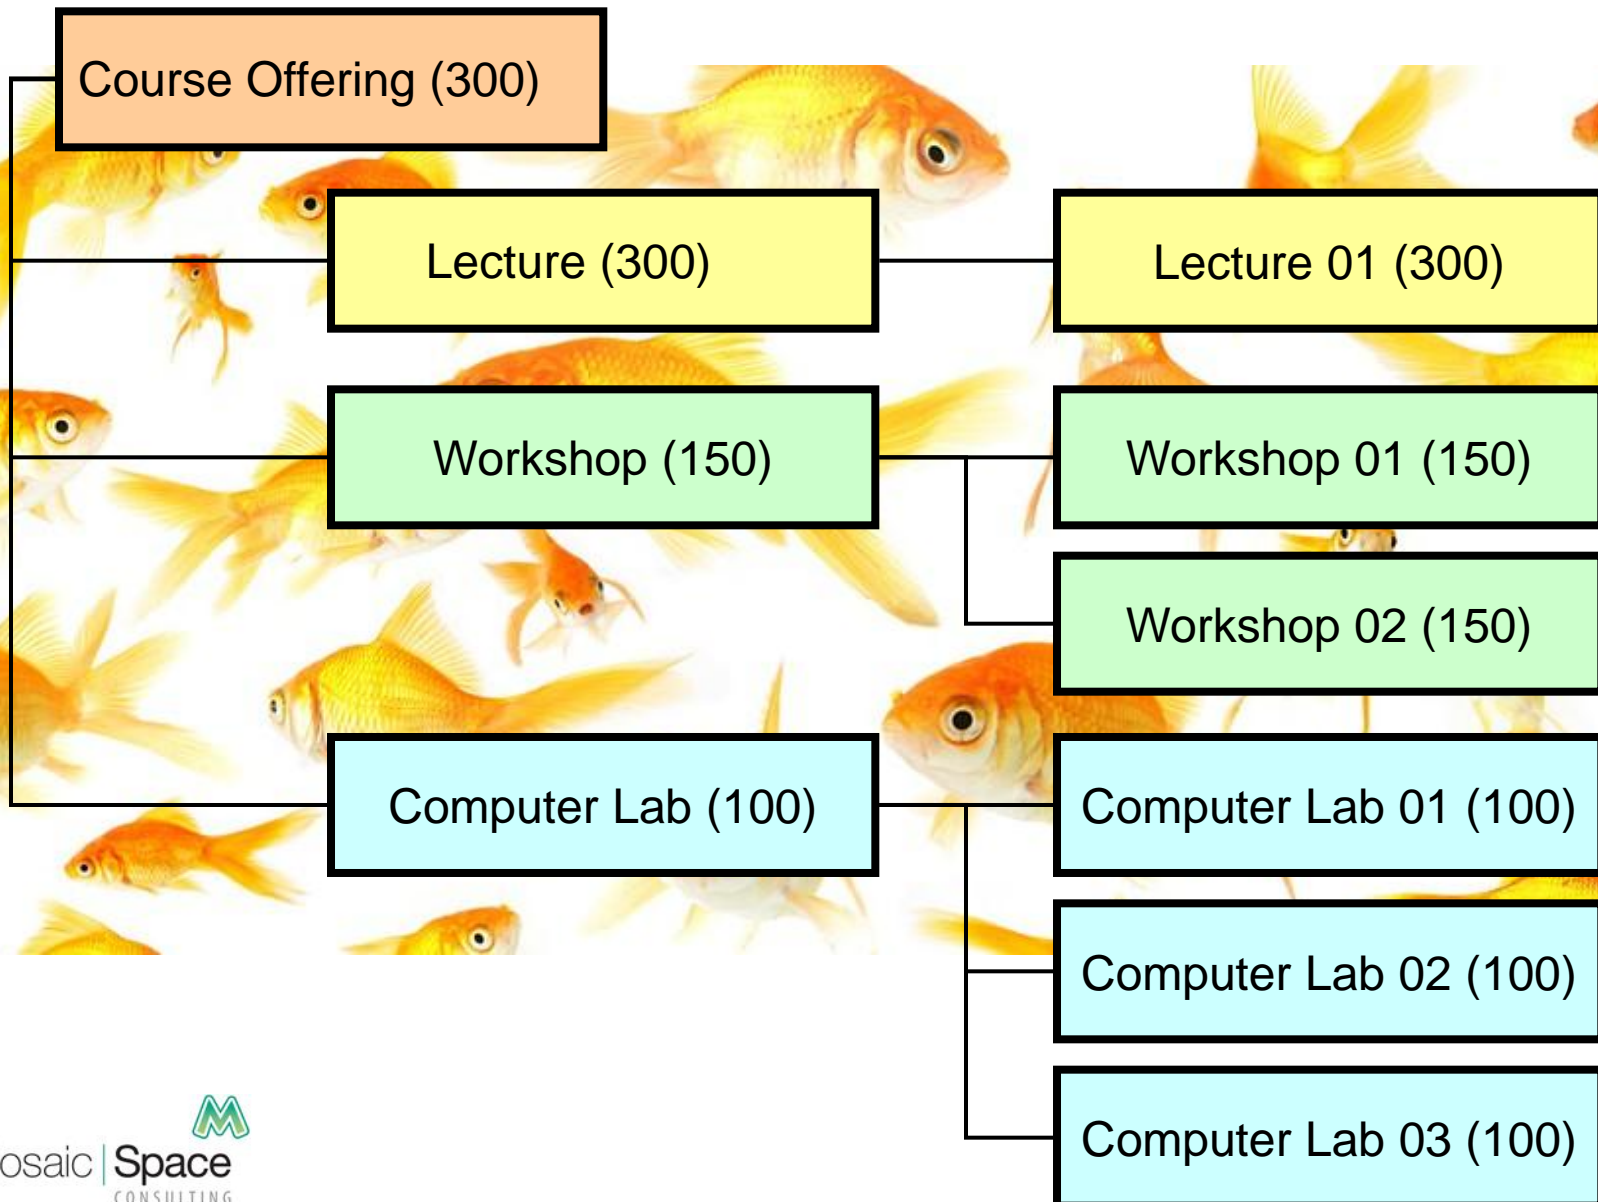 Course Offering (300)
Lecture (300)
Lecture 01 (300)
Workshop (150)
Workshop 01 (150)
Workshop 02 (150)
Computer Lab (100)
Computer Lab 01 (100)
Computer Lab 02 (100)
Computer Lab 03 (100)
osaic | Space
CONSULTING